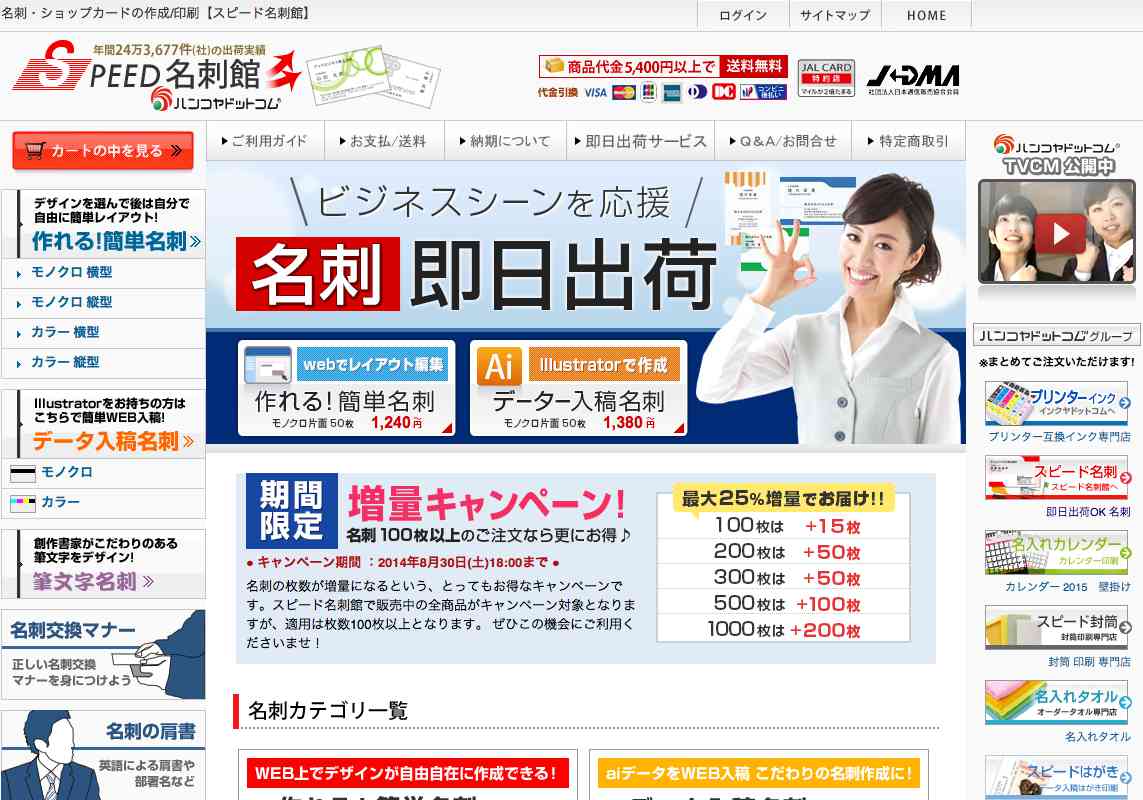 名刺・ショップカードの作成/印刷【スピード名刺館】
ログイン
サイトマップ
HOME
年間24万3,677件(社)の出荷実績
SPEED名刺館
ハンコヤドットコム
商品代金5,400円以上で 送料無料
代金引換 VISA MasterCard JCB DC コンビニ後払い
JAL CARD
特約店
マイルが2倍たまる
JADMA
社団法人日本通信販売協会会員
カートの中を見る
ご利用ガイド
お支払/送料
納期について
即日出荷サービス
Q&A/お問合せ
特定商取引
デザインを選んで後は自分で
自由に簡単レイアウト!
作れる!簡単名刺
モノクロ 横型
モノクロ 縦型
カラー 横型
カラー 縦型
Illustratorをお持ちの方は
こちらで簡単WEB入稿!
データ入稿名刺
モノクロ
カラー
創作書家がこだわりのある
筆文字をデザイン!
筆文字名刺
名刺交換マナー
正しい名刺交換
マナーを身につけよう
名刺の肩書
英語による肩書や
部署名など
ビジネスシーンを応援
名刺 即日出荷
webでレイアウト編集
作れる!簡単名刺
モノクロ片面50枚 1,240円
Ai
Illustratorで作成
データー入稿名刺
モノクロ片面50枚 1,380円
期間
限定
増量キャンペーン!
名刺100枚以上のご注文なら更にお得♪
● キャンペーン期間 ：2014年8月30日(土)18:00まで ●
名刺の枚数が増量になるという、とってもお得なキャンペーンで
す。スピード名刺館で販売中の全商品がキャンペーン対象となりま
すが、適用は枚数100枚以上となります。 ぜひこの機会にご利用く
ださいませ！
最大25%増量でお届け!!
100枚は +15枚
200枚は +50枚
300枚は +50枚
500枚は +100枚
1000枚は +200枚
名刺カテゴリ一覧
WEB上でデザインが自由自在に作成できる!
作れる!簡単名刺
aiデータをWEB入稿 こだわりの名刺作成に!
データ入稿名刺
ハンコヤドットコム
TVCM公開中
ハンコヤドットコムグループ
※まとめてご注文いただけます!
プリンターインク
インクヤドットコムへ
プリンター互換インク専門店
スピード名刺
スピード名刺館へ
即日出荷OK 名刺
名入れカレンダー
カレンダー印刷
カレンダー 2015 壁掛け
スピード封筒
封筒印刷専門店
封筒 印刷 専門店
名入れタオル
オーダータオル専門店
名入れタオル
スピードはがき
データ入稿はがき印刷